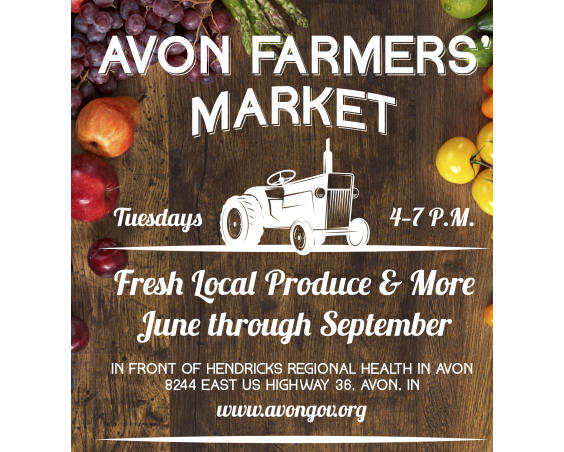 AVON FARMERS'
MARKET
Tuesdays 4-7 P.M.
Fresh Local Produce & More
June through September
IN FRONT OF HENDRICKS REGIONAL HEALTH IN AVON
8244 EAST US HIGHWAY 36, AVON, IN
www.avongov.org